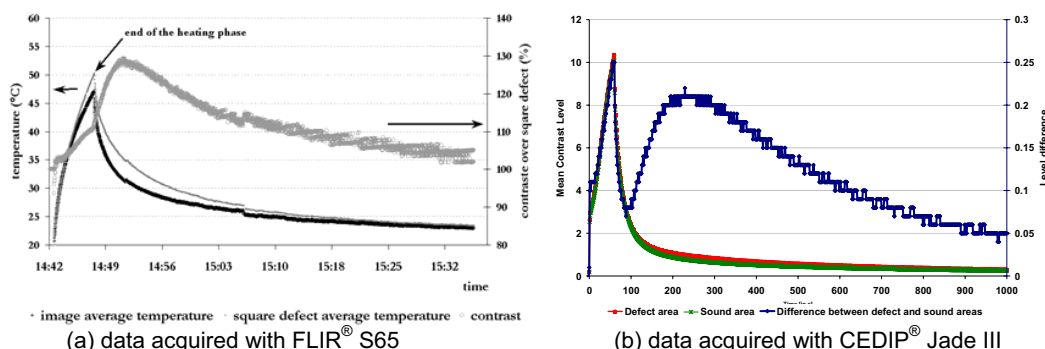 60
55
50
45
40
35
30
25
20
temperature (°C)
end of the heating phase
140
130
120
110
100
90
80
contraste over sqare defect (%)
14:42 14:49 14:56 15:03 15:10 15:18 15:25 15:32
time
image average temperature square defect average temperature contrast
(a) data acquired with FLIR® S65
12
10
8
6
4
2
0
Mean Contrast Level
0.3
0.25
0.2
0.15
0.1
0.05
0
Level difference
0 100 200 300 400 500 600 700 800 900 1000
Defect area Sound area Difference between defect and sound areas
(b) data acquired with CEDIP® Jade III